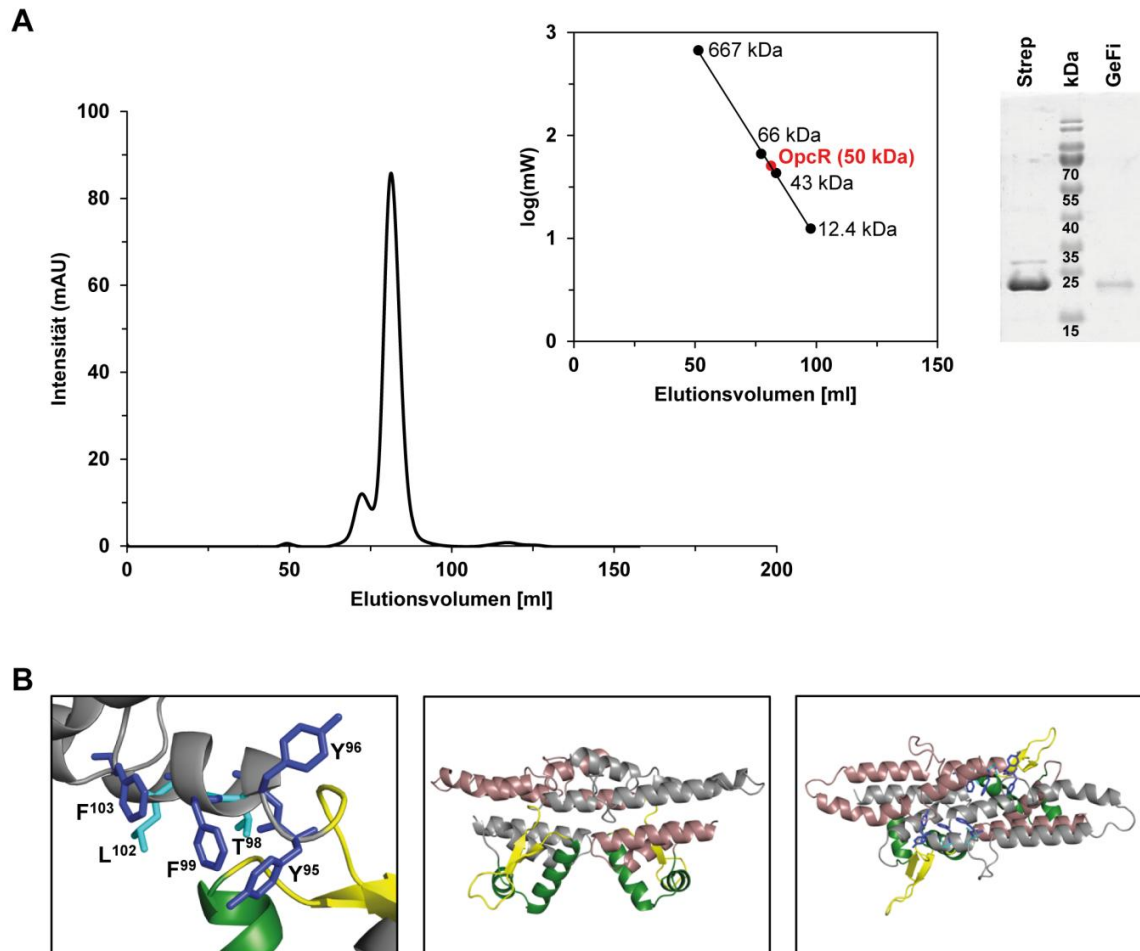 A
100
80
60
40
20
0
Intensität (mAU)
0
50
100
150
200
Elutionsvolumen [ml]
3
2
1
0
log(mW)
667 kDa
66 kDa
OpcR (50 kDa)
43 kDa
12.4 kDa
0
50
100
150
Elutionsvolumen [ml]
Strep
kDa
GeFi
70
55
40
35
25
15
B
Y96
F103
T98
L102
F99
Y95